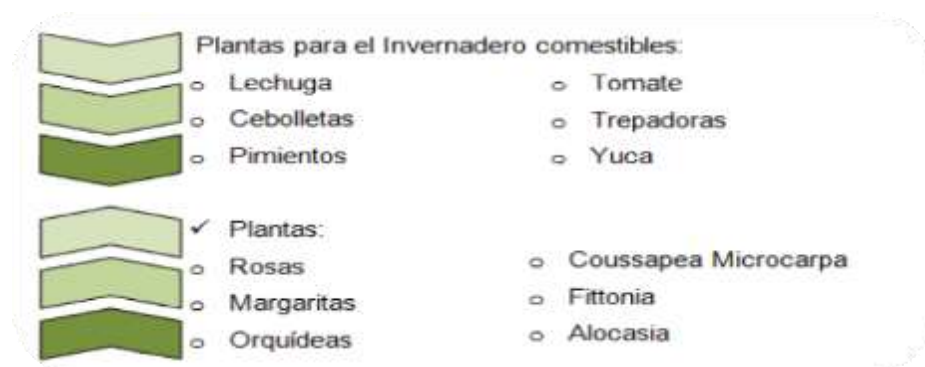 Plantas para el Invernadero comestibles:
○ Lechuga
○ Cebolletas
○ Pimientos
○ Tomate
○ Trepadoras
○ Yuca
✓ Plantas:
○ Rosas
○ Margaritas
○ Orquídeas
○ Coussapea Microcarpa
○ Fittonia
○ Alocasia